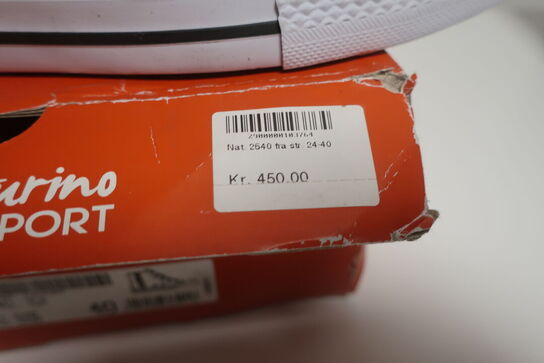 2900000103764
Nat. 2640 fra str. 24-40
Kr. 450.00
urino
PORT
40